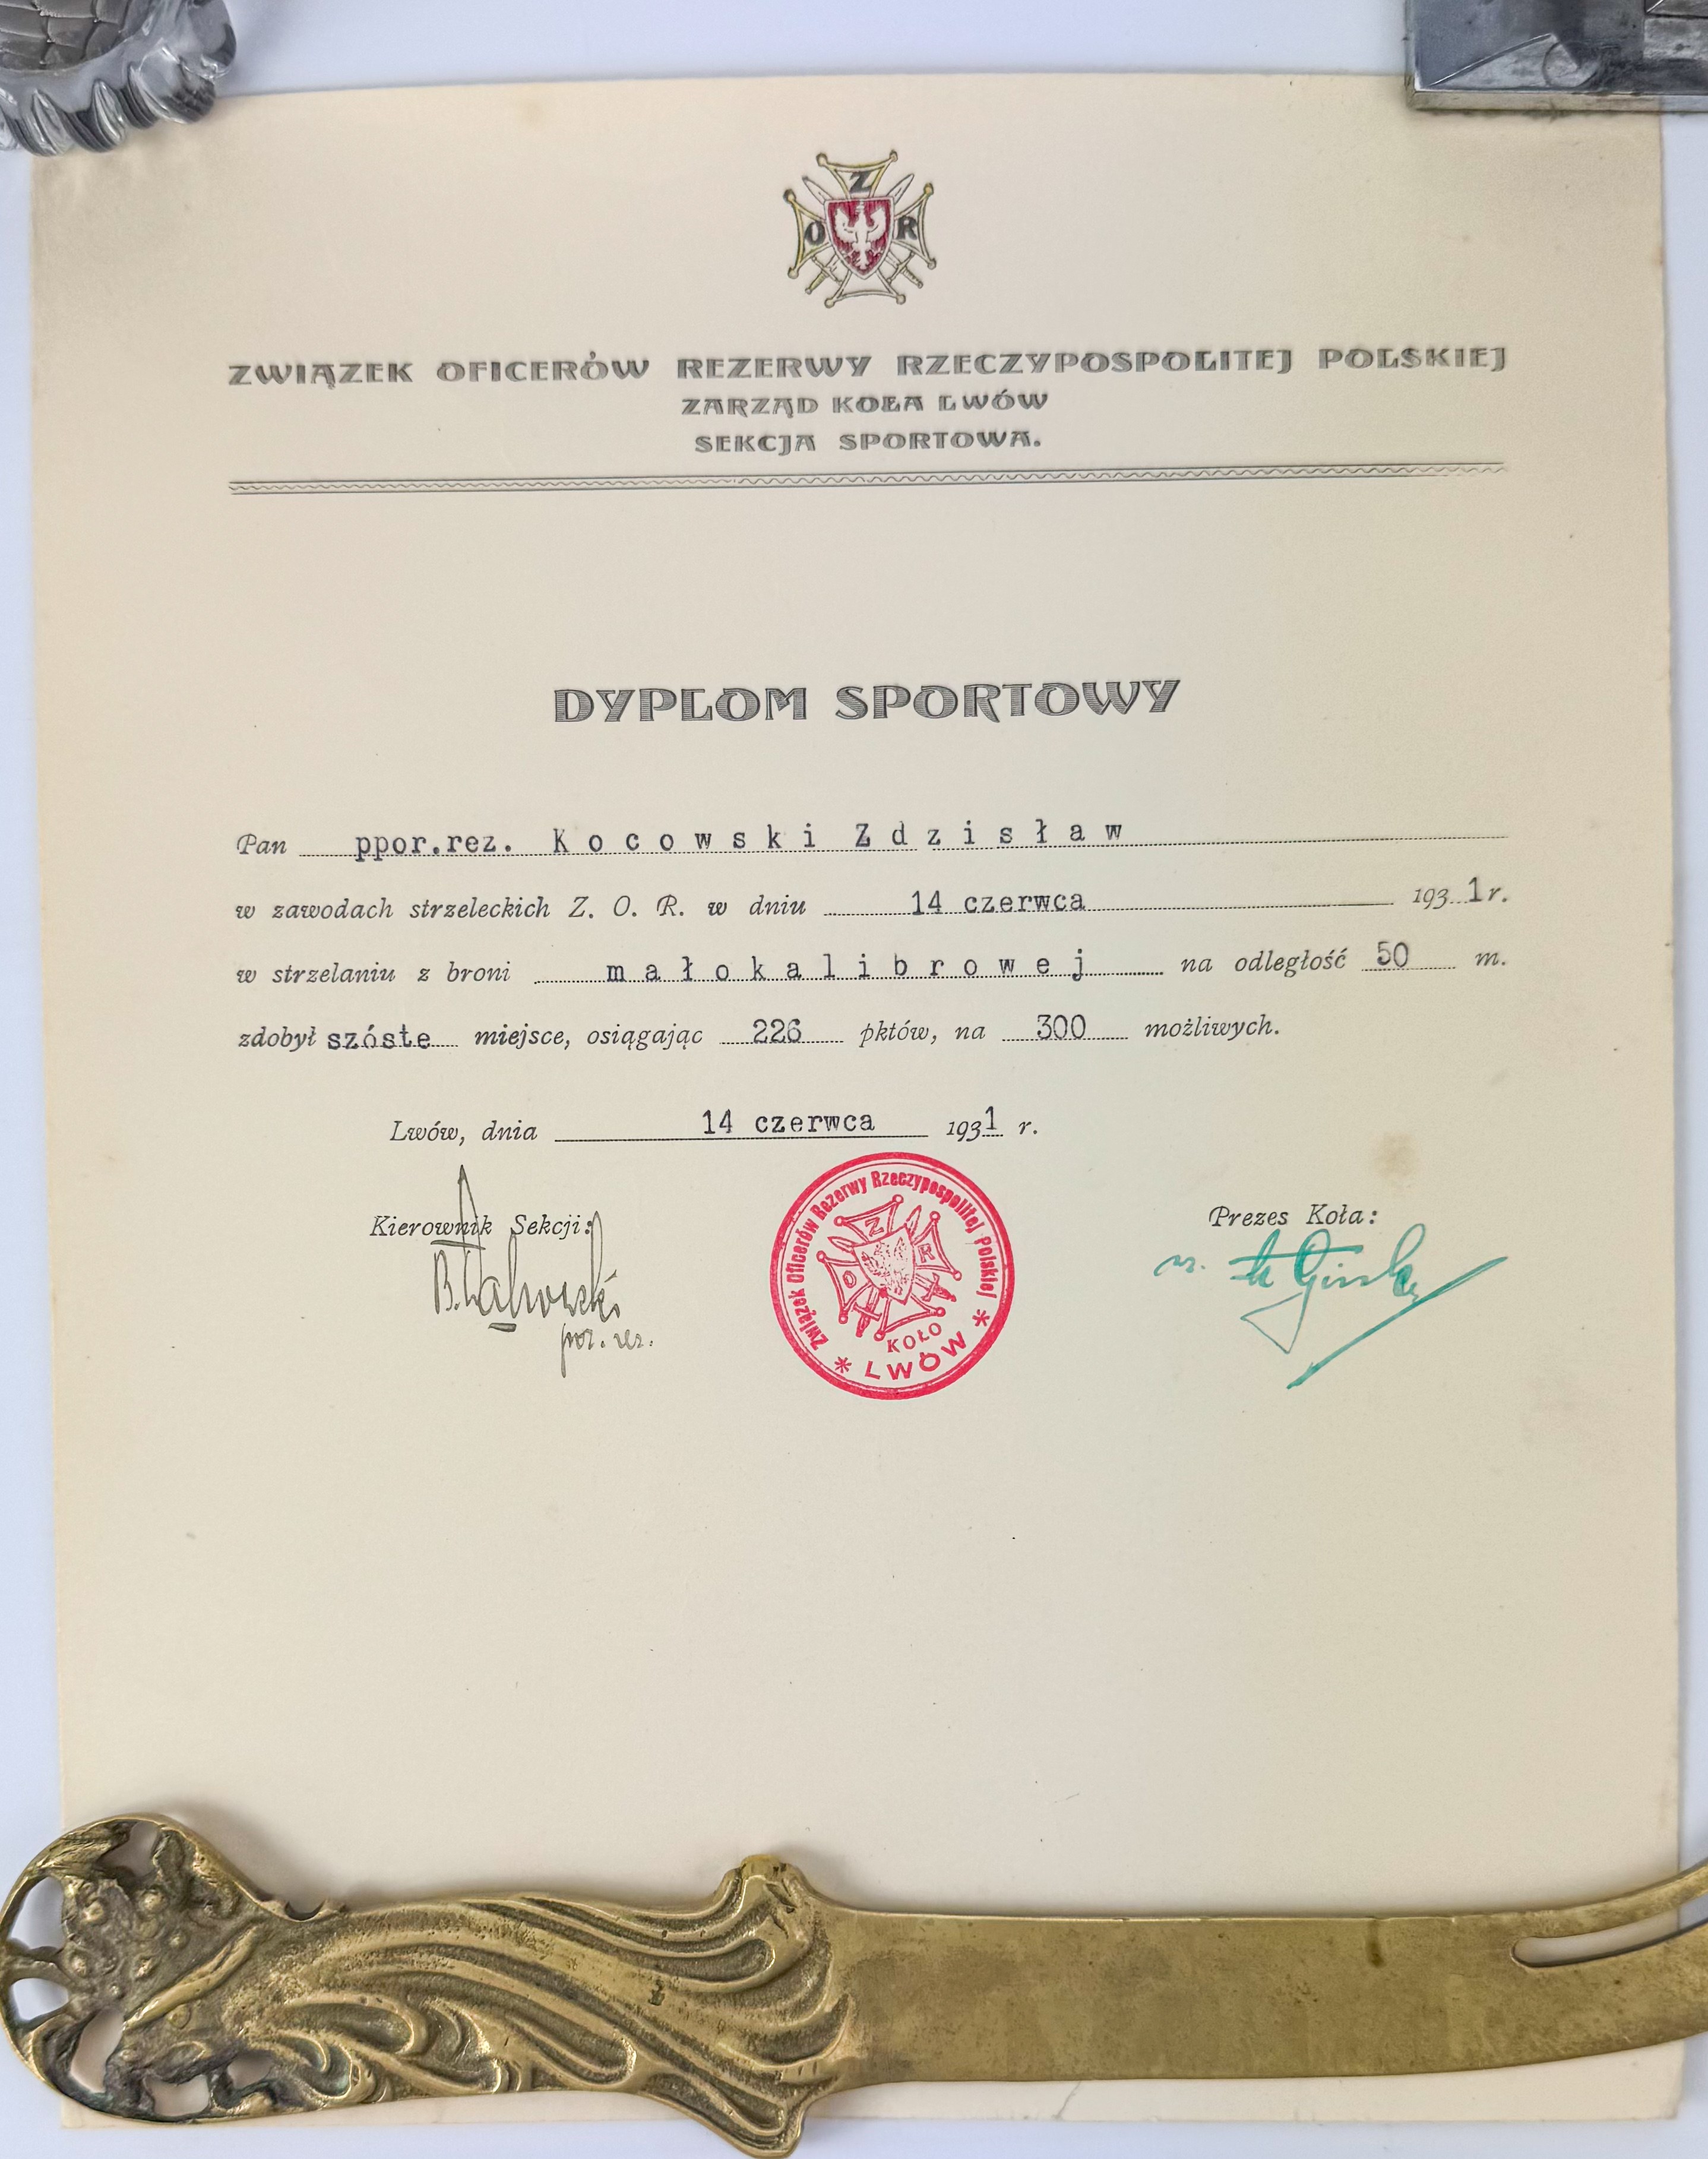 Z
O R
ZWIĄZEK OFICERÓW REZERWY RZECZYPOSPOLITEJ POLSKIEJ
ZARZĄD KOŁA LWÓW
SEKCJA SPORTOWA.
DYPLOM SPORTOWY
Pan ppor.rez. Kocowski Zdzisław
w zawodach strzeleckich Z. O. R. w dniu 14 czerwca 1931 r.
w strzelaniu z broni małokalibrowej na odległość 50 m.
zdobył szóste miejsce, osiągając 226 pktów, na 300 możliwych.
Lwów, dnia 14 czerwca 1931 r.
Kierownik Sekcji:
por. rez.
Związek Oficerów Rezerwy Rzeczypospolitej Polskiej
Z
O R
KOŁO
* LWÓW *
Prezes Koła: